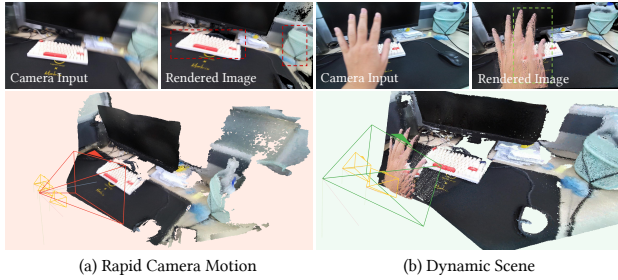 Camera Input
Rendered Image
Camera Input
Rendered Image
(a) Rapid Camera Motion
(b) Dynamic Scene